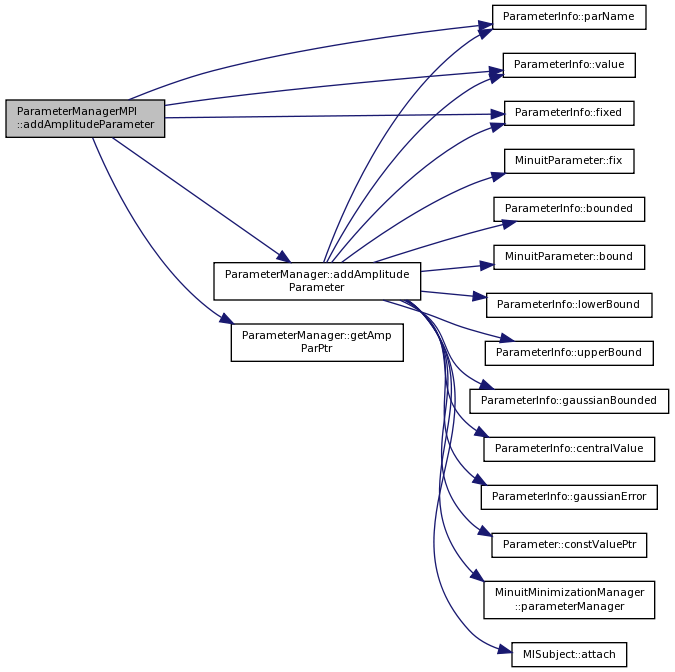 ParameterManagerMPI
::addAmplitudeParameter
ParameterManager::addAmplitude
Parameter
ParameterManager::getAmp
ParPtr
ParameterInfo::parName
ParameterInfo::value
ParameterInfo::fixed
MinuitParameter::fix
ParameterInfo::bounded
MinuitParameter::bound
ParameterInfo::lowerBound
ParameterInfo::upperBound
ParameterInfo::gaussianBounded
ParameterInfo::centralValue
ParameterInfo::gaussianError
Parameter::constValuePtr
MinuitMinimizationManager
::parameterManager
MISubject::attach